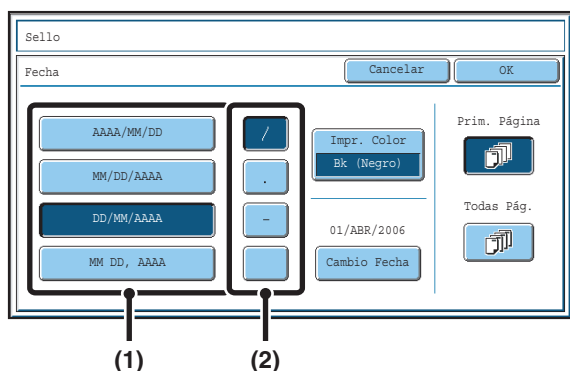 Sello
Fecha
Cancelar
OK
AAAA/MM/DD
MM/DD/AAAA
DD/MM/AAAA
MM DD, AAAA
/
.
-
Impr. Color
Bk (Negro)
01/ABR/2006
Cambio Fecha
Prim. Página
Todas Pág.
(1)
(2)